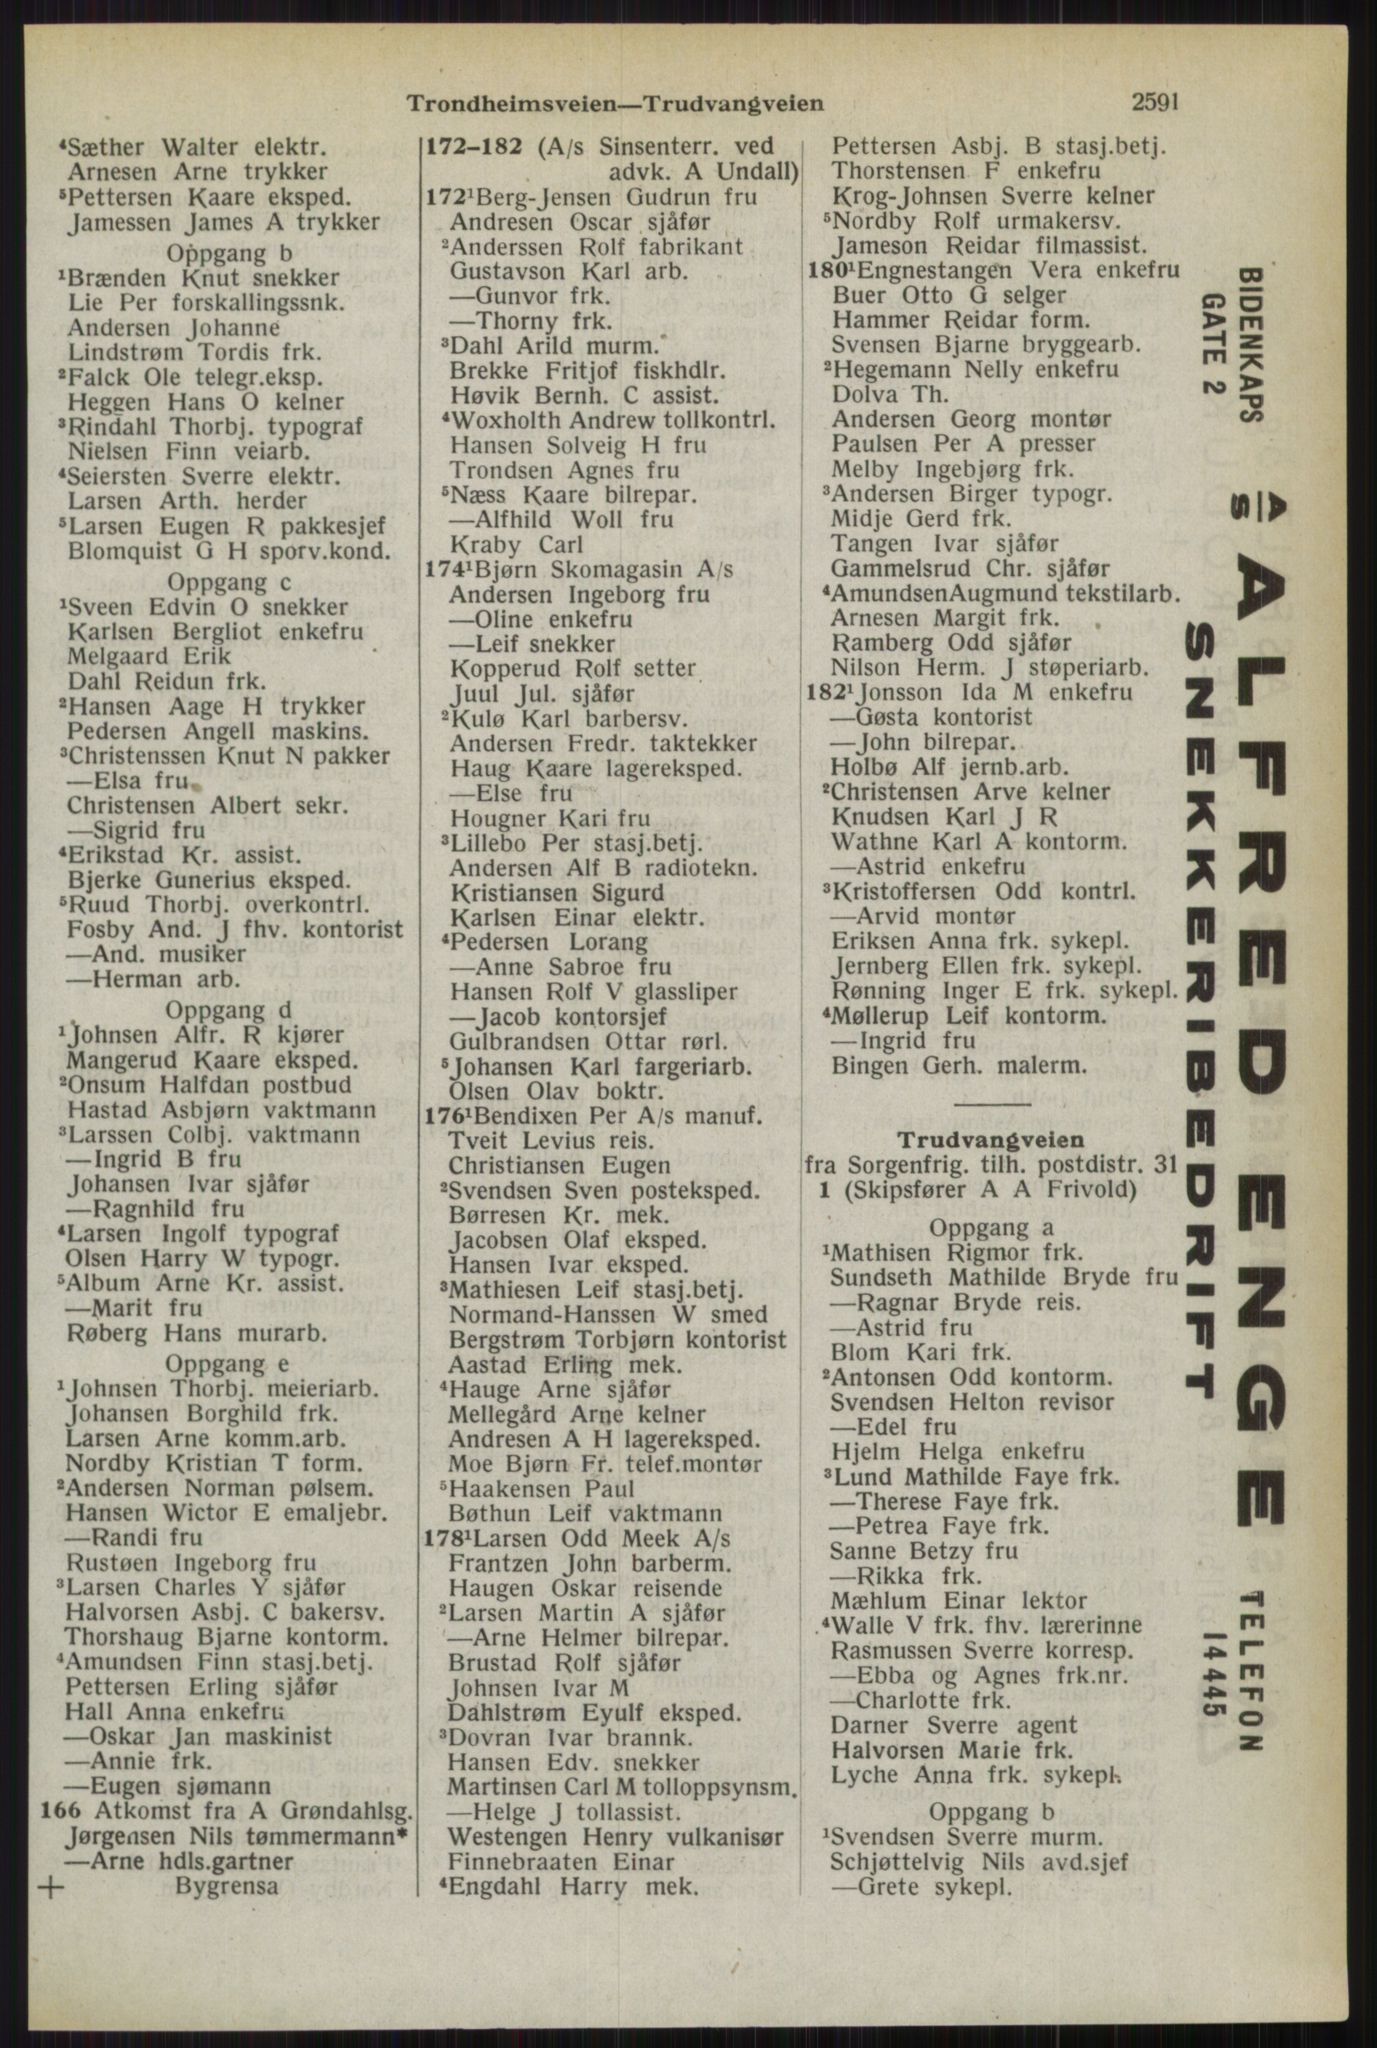 Trondheimsveien—Trudvangveien 2591
⁴Sæther Walter elektr.
Arnesen Arne trykker
⁵Pettersen Kaare eksped.
Jamessen James A trykker
Oppgang b
¹Brænden Knut snekker
Lie Per forskallingssnk.
Andersen Johanne
Lindstrøm Tordis frk.
²Falck Ole telegr.eksp.
Heggen Hans O kelner
³Rindahl Thorbj. typograf
Nielsen Finn veiarb.
⁴Seiersten Sverre elektr.
Larsen Arth. herder
⁵Larsen Eugen R pakkesjef
Blomquist G H sporv.kond.
Oppgang c
¹Sveen Edvin O snekker
Karlsen Bergliot enkefru
Melgaard Erik
Dahl Reidun frk.
²Hansen Aage H trykker
Pedersen Angell maskins.
³Christenssen Knut N pakker
—Elsa fru
Christensen Albert sekr.
—Sigrid fru
⁴Erikstad Kr. assist.
Bjerke Gunerius eksped.
⁵Ruud Thorbj. overkontrl.
Fosby And. J fhv. kontorist
—And. musiker
—Herman arb.
Oppgang d
¹Johnsen Alfr. R kjører
Mangerud Kaare eksped.
²Onsum Halfdan postbud
Hastad Asbjørn vaktmann
³Larssen Colbj. vaktmann
—Ingrid B fru
Johansen Ivar sjåfør
—Ragnhild fru
⁴Larsen Ingolf typograf
Olsen Harry W typogr.
⁵Album Arne Kr. assist.
—Marit fru
Røberg Hans murarb.
Oppgang e
¹Johnsen Thorbj. meieriarb.
Johansen Borghild frk.
Larsen Arne komm.arb.
Nordby Kristian T form.
²Andersen Norman pølsem.
Hansen Wictor E emaljebr.
—Randi fru
Rustøen Ingeborg fru
³Larsen Charles Y sjåfør
Halvorsen Asbj. C bakersv.
Thorshaug Bjarne kontorm.
⁴Amundsen Finn stasj.betj.
Pettersen Erling sjåfør
Hall Anna enkefru
—Oskar Jan maskinist
—Annie frk.
—Eugen sjømann
166 Atkomst fra A Grøndahlsg.
Jørgensen Nils tømmermann*
—Arne hdls.gartner
+ Bygrensa
172–182 (A/s Sinsenterr. ved
advk. A Undall)
172¹Berg-Jensen Gudrun fru
Andresen Oscar sjåfør
²Anderssen Rolf fabrikant
Gustavson Karl arb.
—Gunvor frk.
—Thorny frk.
³Dahl Arild murm.
Brekke Fritjof fiskhdlr.
Høvik Bernh. C assist.
⁴Woxholth Andrew tollkontrl.
Hansen Solveig H fru
Trondsen Agnes fru
⁵Næss Kaare bilrepar.
—Alfhild Woll fru
Kraby Carl
174¹Bjørn Skomagasin A/s
Andersen Ingeborg fru
—Oline enkefru
—Leif snekker
Kopperud Rolf setter
Juul Jul. sjåfør
²Kulø Karl barbersv.
Andersen Fredr. taktekker
Haug Kaare lagereksped.
—Else fru
Hougner Kari fru
³Lillebo Per stasj.betj.
Andersen Alf B radiotekn.
Kristiansen Sigurd
Karlsen Einar elektr.
⁴Pedersen Lorang
—Anne Sabroe fru
Hansen Rolf V glassliper
—Jacob kontorsjef
Gulbrandsen Ottar rørl.
⁵Johansen Karl fargeriarb.
Olsen Olav boktr.
176¹Bendixen Per A/s manuf.
Tveit Levius reis.
Christiansen Eugen
²Svendsen Sven posteksped.
Børresen Kr. mek.
Jacobsen Olaf eksped.
Hansen Ivar eksped.
³Mathiesen Leif stasj.betj.
Normand-Hanssen W smed
Bergstrøm Torbjørn kontorist
Aastad Erling mek.
⁴Hauge Arne sjåfør
Mellegård Arne kelner
Andresen A H lagereksped.
Moe Bjørn Fr. telef.montør
⁵Haakensen Paul
Bøthun Leif vaktmann
178¹Larsen Odd Meek A/s
Frantzen John barberm.
Haugen Oskar reisende
²Larsen Martin A sjåfør
—Arne Helmer bilrepar.
Brustad Rolf sjåfør
Johnsen Ivar M
Dahlstrøm Eyulf eksped.
³Dovran Ivar brannk.
Hansen Edv. snekker
Martinsen Carl M tolloppsynsm.
—Helge J tollassist.
Westengen Henry vulkanisør
Finnebraaten Einar
⁴Engdahl Harry mek.
Pettersen Asbj. B stasj.betj.
Thorstensen F enkefru
Krog-Johnsen Sverre kelner
⁵Nordby Rolf urmakersv.
Jameson Reidar filmassist.
180¹Engnestangen Vera enkefru
Buer Otto G selger
Hammer Reidar form.
Svensen Bjarne bryggearb.
²Hegemann Nelly enkefru
Dolva Th.
Andersen Georg montør
Paulsen Per A presser
Melby Ingebjørg frk.
³Andersen Birger typogr.
Midje Gerd frk.
Tangen Ivar sjåfør
Gammelsrud Chr. sjåfør
⁴AmundsenAugmund tekstilarb.
Arnesen Margit frk.
Ramberg Odd sjåfør
Nilson Herm. J støperiarb.
182¹Jonsson Ida M enkefru
—Gøsta kontorist
—John bilrepar.
Holbø Alf jernb.arb.
²Christensen Arve kelner
Knudsen Karl J R
Wathne Karl A kontorm.
—Astrid enkefru
³Kristoffersen Odd kontrl.
—Arvid montør
Eriksen Anna frk. sykepl.
Jernberg Ellen frk. sykepl.
Rønning Inger E frk. sykepl.
⁴Møllerup Leif kontorm.
—Ingrid fru
Bingen Gerh. malerm.
Trudvangveien
fra Sorgenfrig. tilh. postdistr. 31
1 (Skipsfører A A Frivold)
Oppgang a
¹Mathisen Rigmor frk.
Sundseth Mathilde Bryde fru
—Ragnar Bryde reis.
—Astrid fru
Blom Kari frk.
²Antonsen Odd kontorm.
Svendsen Helton revisor
—Edel fru
Hjelm Helga enkefru
³Lund Mathilde Faye frk.
—Therese Faye frk.
—Petrea Faye frk.
Sanne Betzy fru
—Rikka frk.
Mæhlum Einar lektor
⁴Walle V frk. fhv. lærerinne
Rasmussen Sverre korresp.
—Ebba og Agnes frk.nr.
—Charlotte frk.
Darner Sverre agent
Halvorsen Marie frk.
Lyche Anna frk. sykepl.
Oppgang b
¹Svendsen Sverre murm.
Schjøttelvig Nils avd.sjef
—Grete sykepl.
BIDENKAPS
GATE 2
A/S ALFRED ENGE
SNEKKERIBEDRIFT
TELEFON
14445